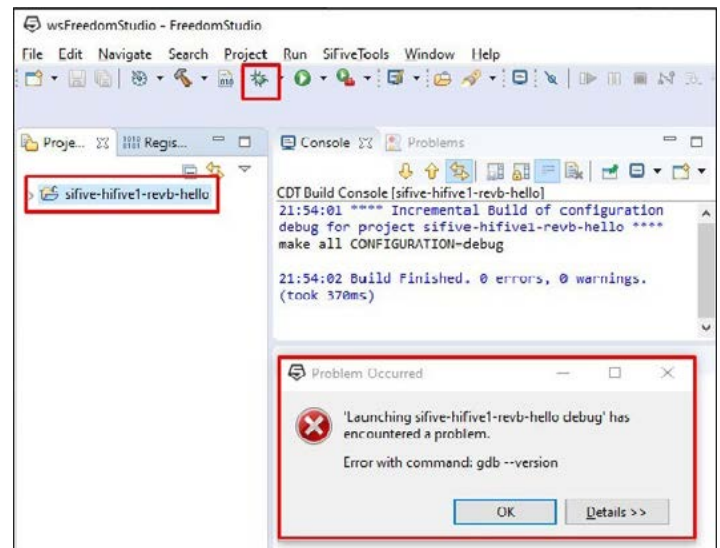 wsFreedomStudio - FreedomStudio
File Edit Navigate Search Project Run SiFiveTools Window Help
Proje... Regis...
Console Problems
sifive-hifive1-revb-hello
CDT Build Console [sifive-hifive1-revb-hello]
21:54:01 **** Incremental Build of configuration
debug for project sifive-hifive1-revb-hello ****
make all CONFIGURATION=debug
21:54:02 Build Finished. 0 errors, 0 warnings.
(took 370ms)
Problem Occurred
'Launching sifive-hifive1-revb-hello debug' has
encountered a problem.
Error with command: gdb --version
OK
Details >>